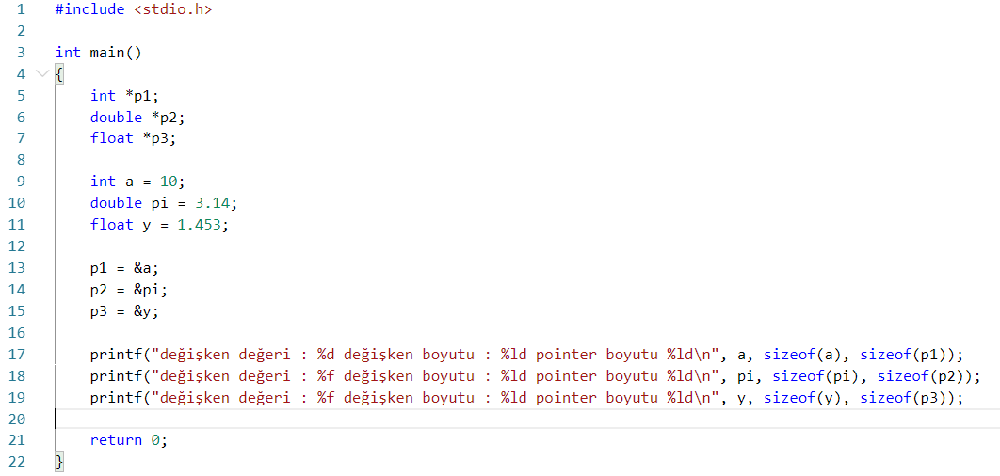 1 #include <stdio.h>
2
3 int main()
4 {
5     int *p1;
6     double *p2;
7     float *p3;
8
9     int a = 10;
10     double pi = 3.14;
11     float y = 1.453;
12
13     p1 = &a;
14     p2 = &pi;
15     p3 = &y;
16
17     printf("değişken değeri : %d değişken boyutu : %ld pointer boyutu %ld\n", a, sizeof(a), sizeof(p1));
18     printf("değişken değeri : %f değişken boyutu : %ld pointer boyutu %ld\n", pi, sizeof(pi), sizeof(p2));
19     printf("değişken değeri : %f değişken boyutu : %ld pointer boyutu %ld\n", y, sizeof(y), sizeof(p3));
20
21     return 0;
22 }